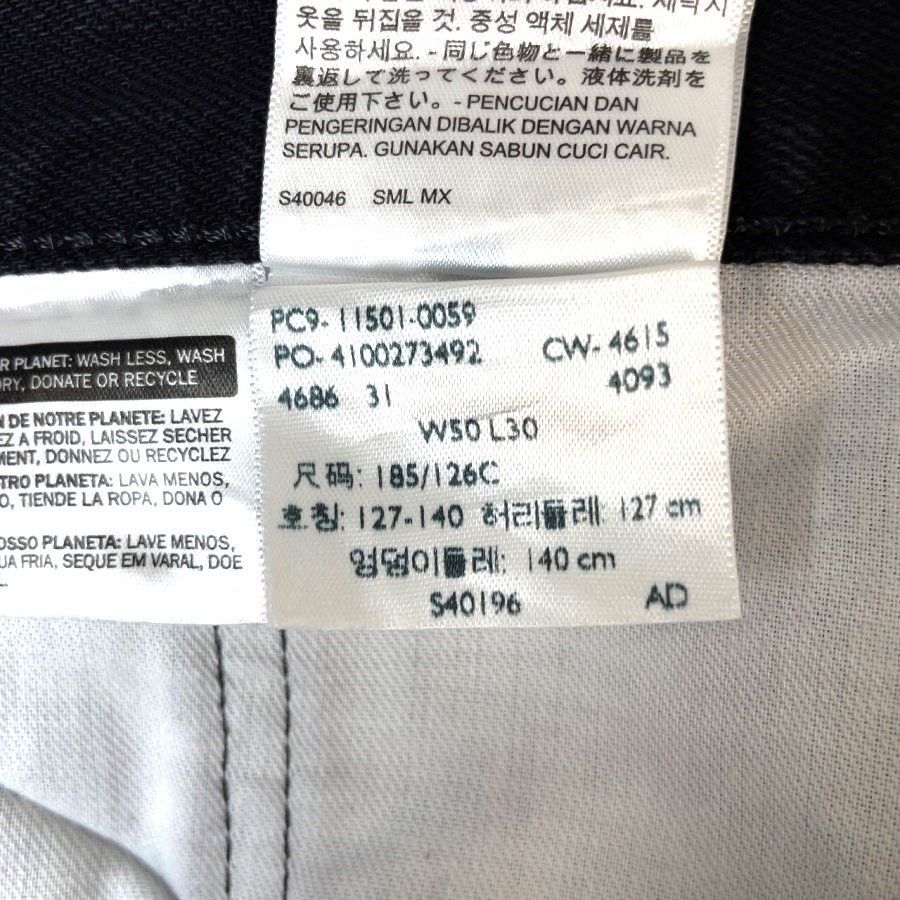 옷을 뒤집을 것. 중성 액체 세제를
사용하세요. - 同じ色物と一緒に製品を
裏返して洗ってください。液体洗剤を
ご使用下さい。- PENCUCIAN DAN
PENGERINGAN DIBALIK DENGAN WARNA
SERUPA. GUNAKAN SABUN CUCI CAIR.
S40046 SML MX
PC9-11501-0059
PO-4100273492 CW-4615
4686 31 4093
W50 L30
尺码: 185/126C
호칭: 127-140 허리둘레: 127 cm
엉덩이둘레: 140 cm
S40196 AD
PLANET: WASH LESS, WASH
DRY, DONATE OR RECYCLE
DE NOTRE PLANETE: LAVEZ
A FROID, LAISSEZ SECHER
DONNEZ OU RECYCLEZ
PLANETA: LAVA MENOS,
TIENDE LA ROPA, DONA O
PLANETA: LAVE MENOS,
FRIA, SEQUE EM VARAL, DOE